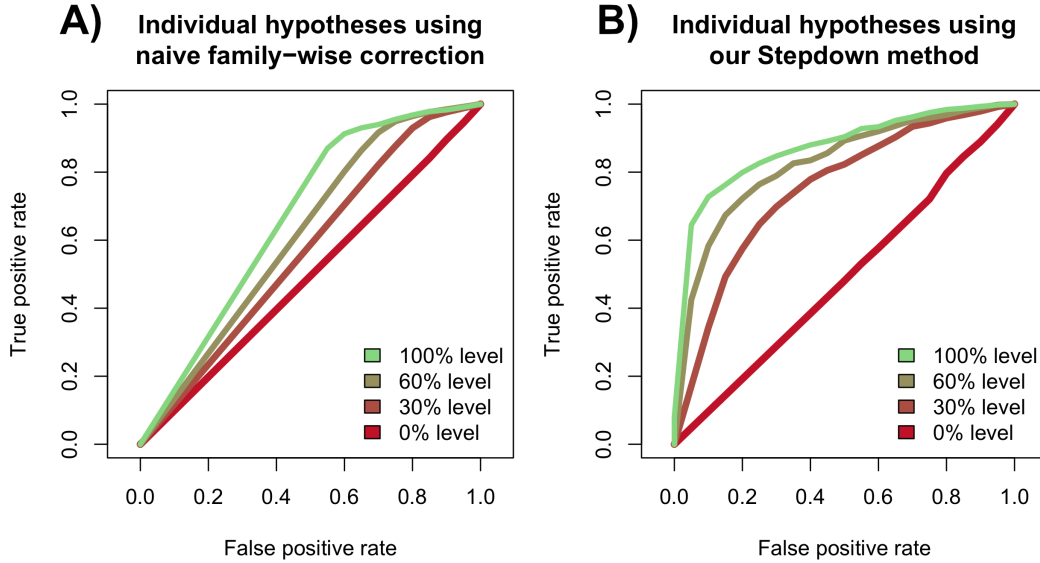 A)
Individual hypotheses using
naive family−wise correction
True positive rate
1.0
0.8
0.6
0.4
0.2
0.0
100% level
60% level
30% level
0% level
0.0 0.2 0.4 0.6 0.8 1.0
False positive rate
B)
Individual hypotheses using
our Stepdown method
True positive rate
1.0
0.8
0.6
0.4
0.2
0.0
100% level
60% level
30% level
0% level
0.0 0.2 0.4 0.6 0.8 1.0
False positive rate